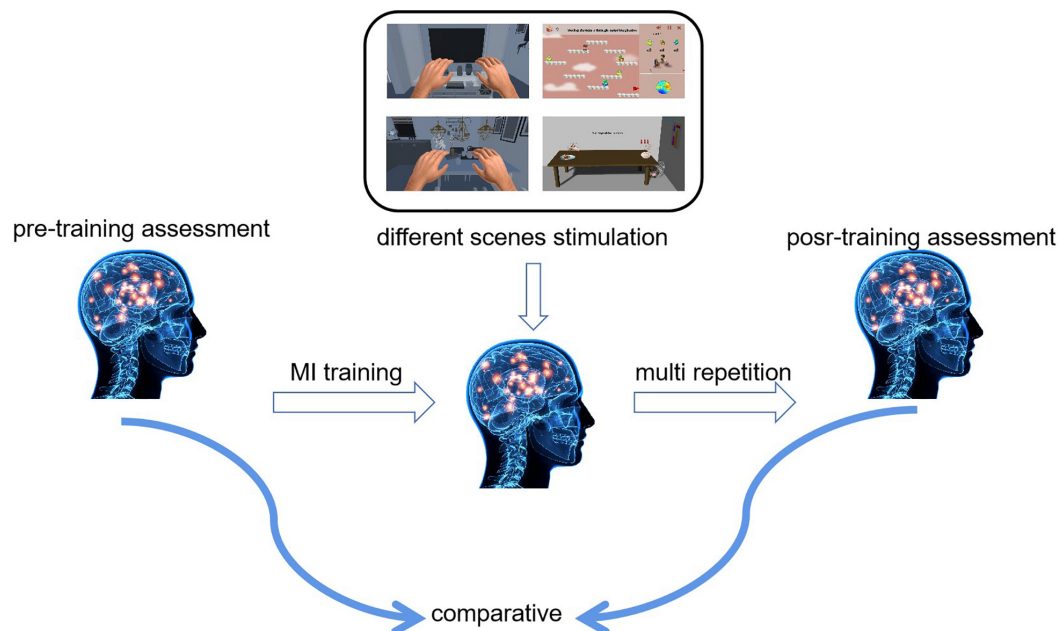 pre-training assessment
different scenes stimulation
posr-training assessment
MI training
multi repetition
comparative